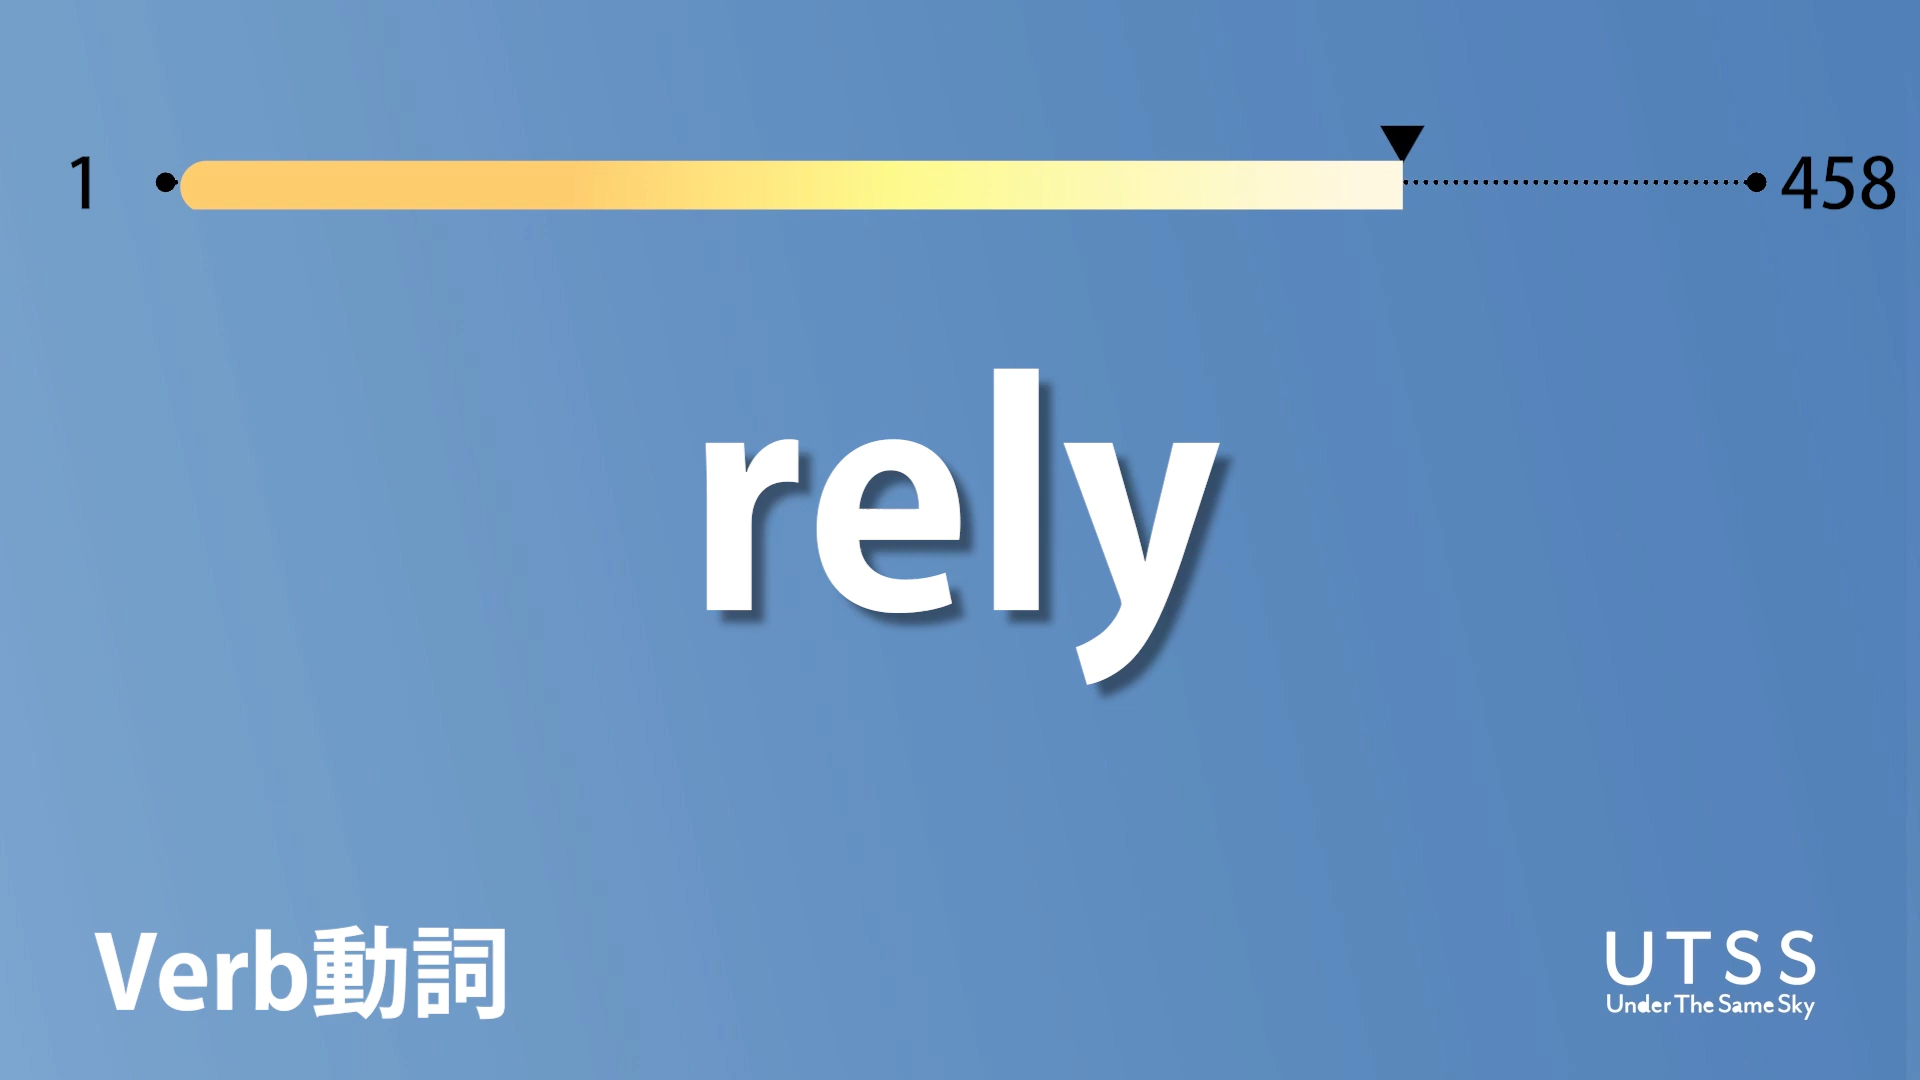 1 458
rely
Verb動詞
UTSS
Under The Same Sky